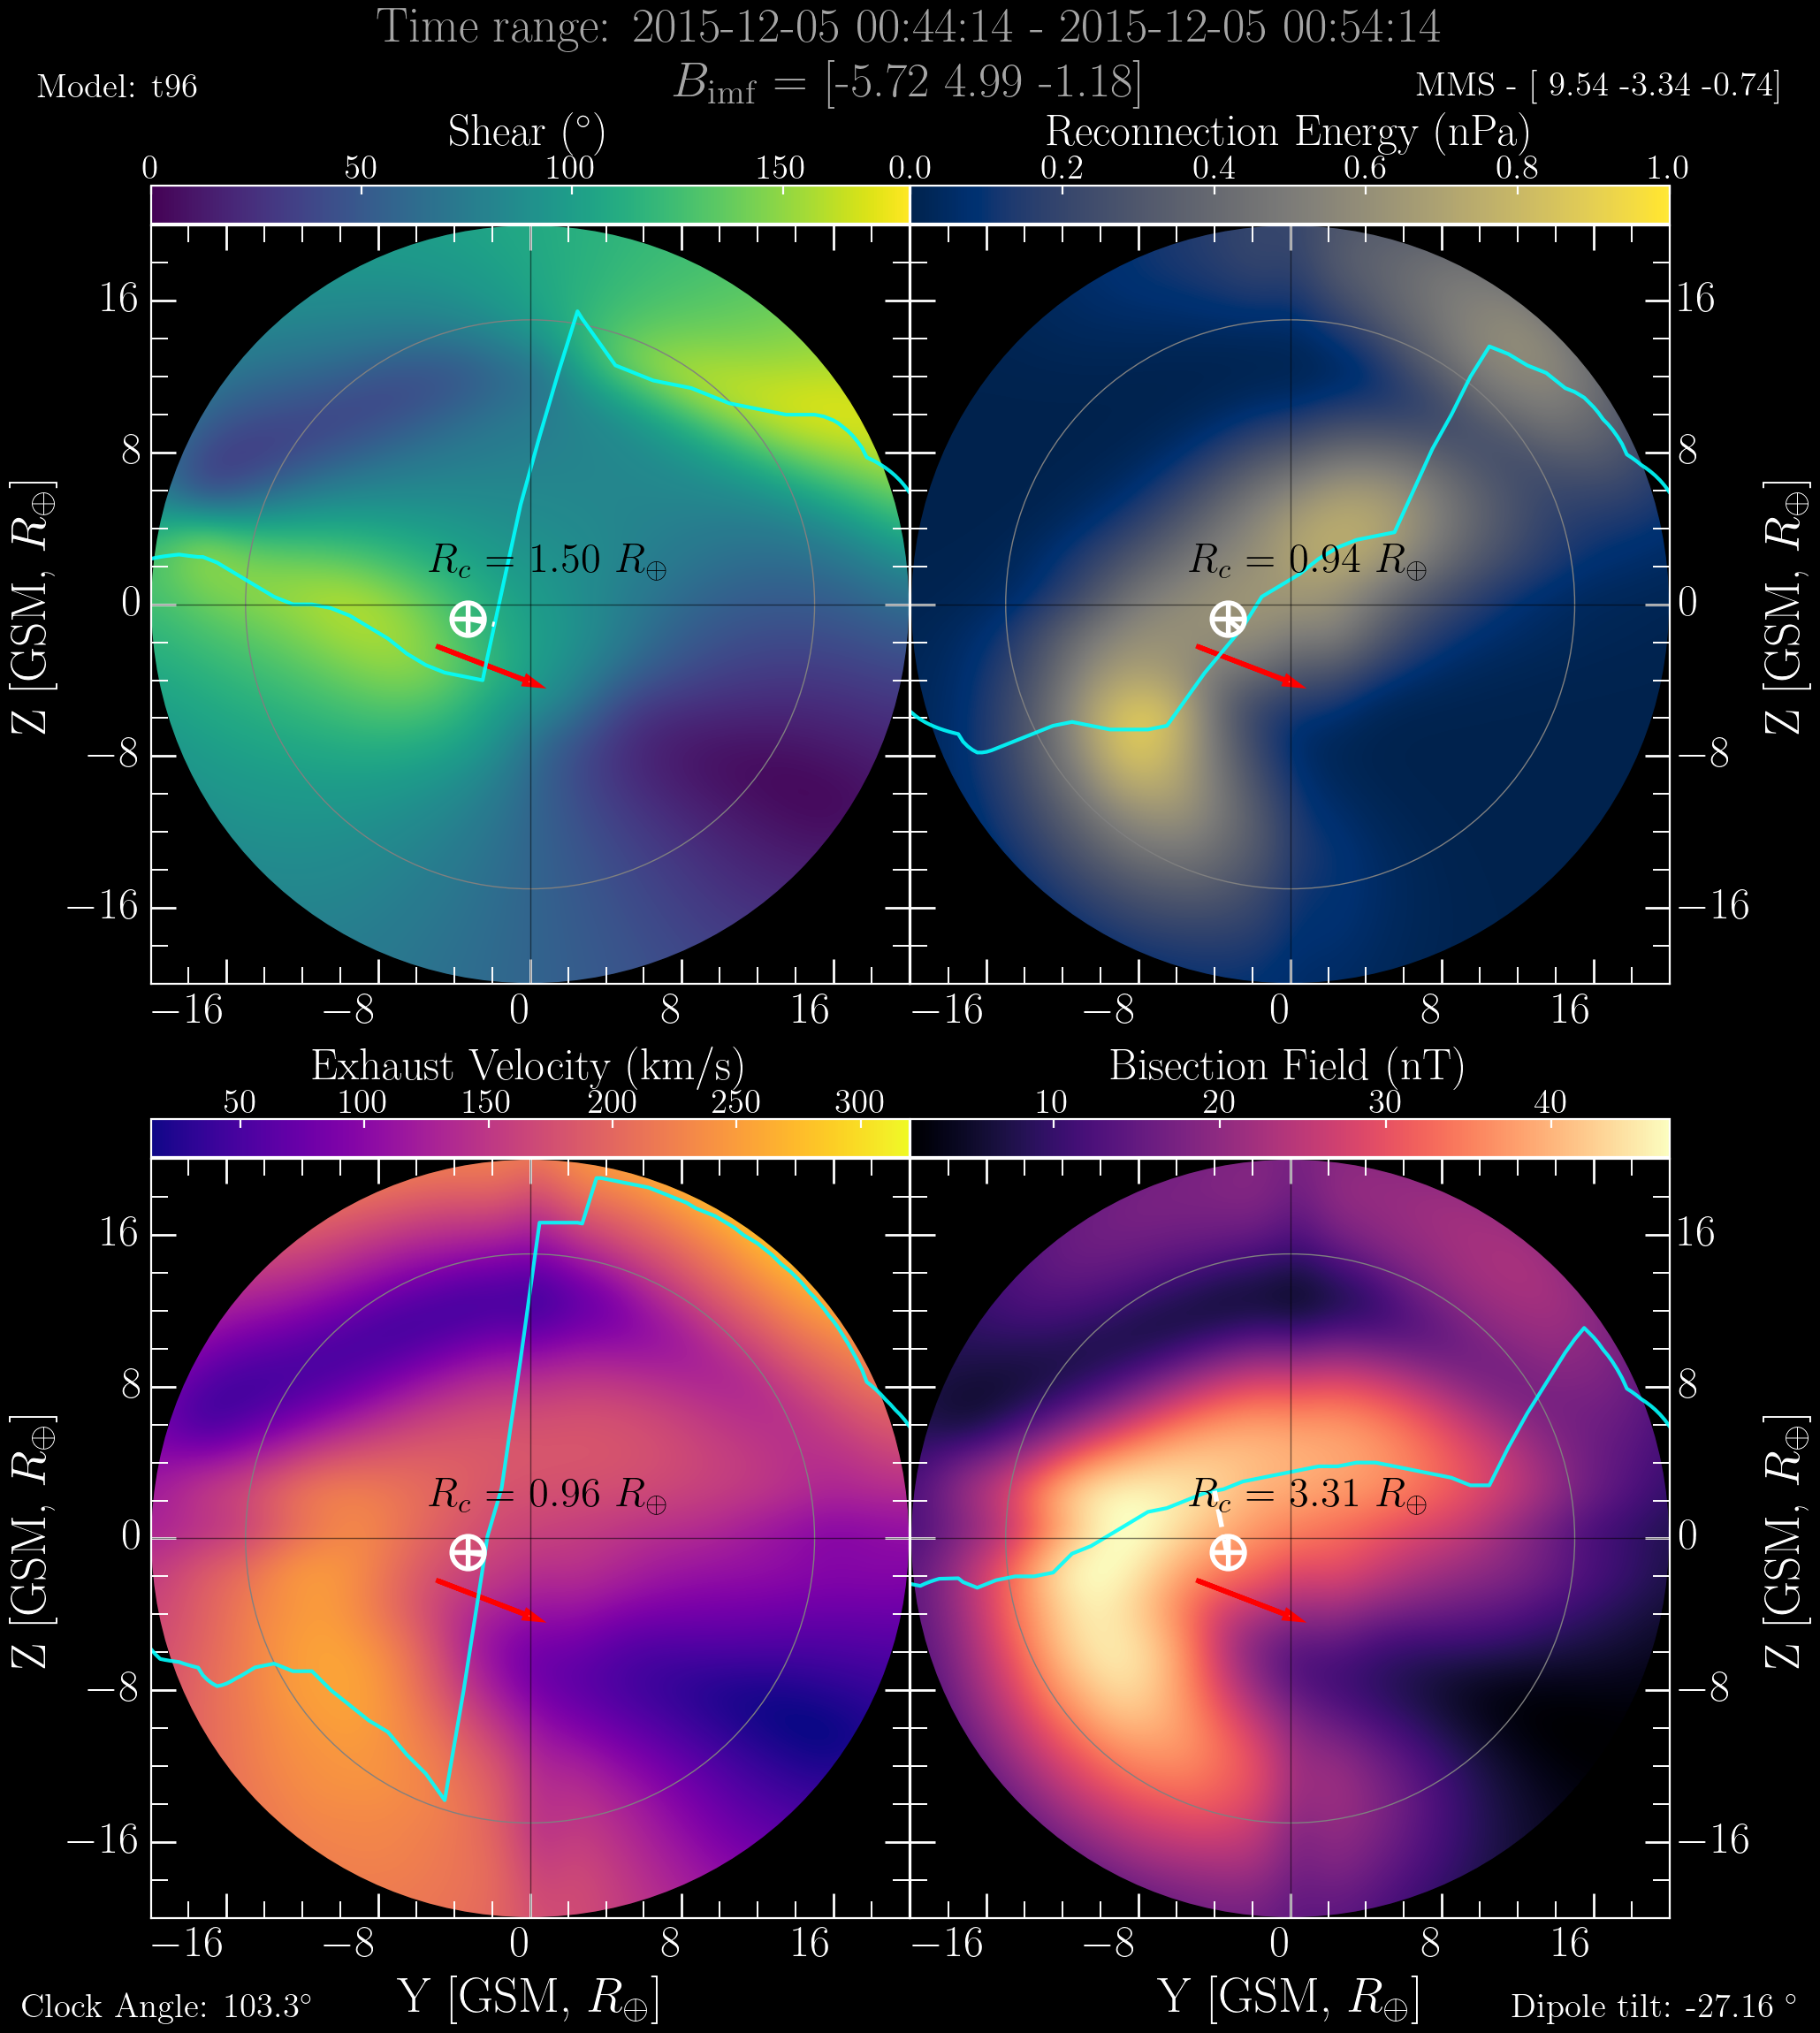 Time range: 2015-12-05 00:44:14 - 2015-12-05 00:54:14
Model: t96
B_imf = [-5.72 4.99 -1.18]
MMS - [ 9.54 -3.34 -0.74]
Shear (°)
Reconnection Energy (nPa)
0 50 100 150
0.0 0.2 0.4 0.6 0.8 1.0
16 8 0 −8 −16
Z [GSM, R⊕]
R_c = 1.50 R⊕
R_c = 0.94 R⊕
16 8 0 −8 −16
Z [GSM, R⊕]
−16 −8 0 8 16
−16 −8 0 8 16
Exhaust Velocity (km/s)
Bisection Field (nT)
50 100 150 200 250 300
10 20 30 40
16 8 0 −8 −16
Z [GSM, R⊕]
R_c = 0.96 R⊕
R_c = 3.31 R⊕
16 8 0 −8 −16
Z [GSM, R⊕]
−16 −8 0 8 16
−16 −8 0 8 16
Y [GSM, R⊕]
Y [GSM, R⊕]
Clock Angle: 103.3°
Dipole tilt: -27.16 °